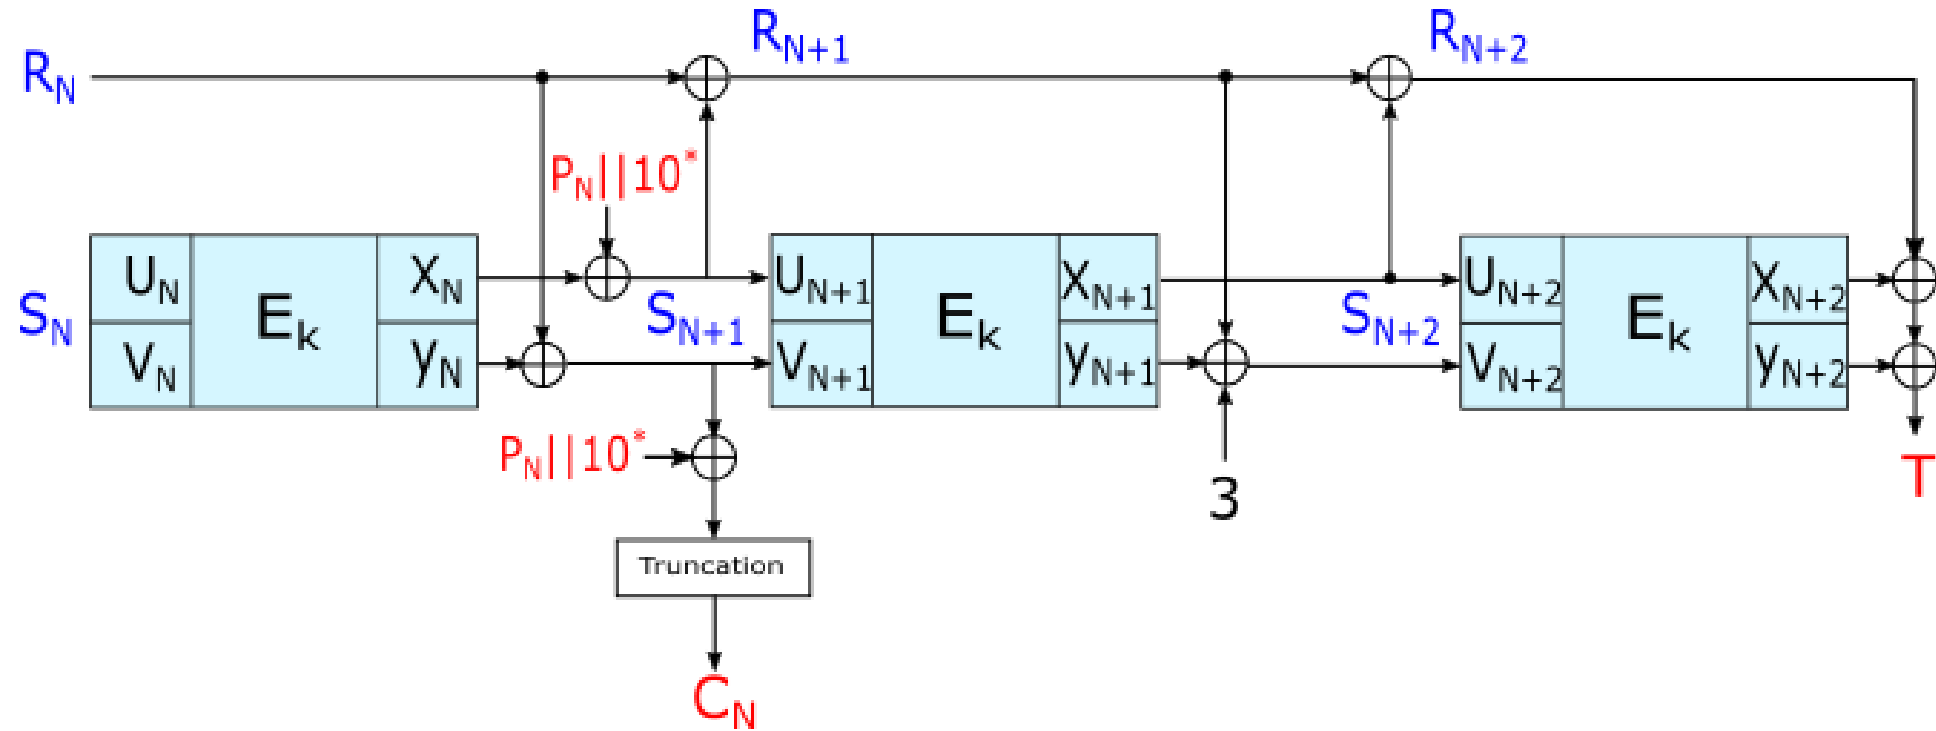 R_N R_{N+1} R_{N+2}
P_N||10*
U_N X_N U_{N+1} X_{N+1} U_{N+2} X_{N+2}
S_N E_k S_{N+1} E_k S_{N+2} E_k
V_N y_N V_{N+1} y_{N+1} V_{N+2} y_{N+2}
P_N||10*
3
T
Truncation
C_N